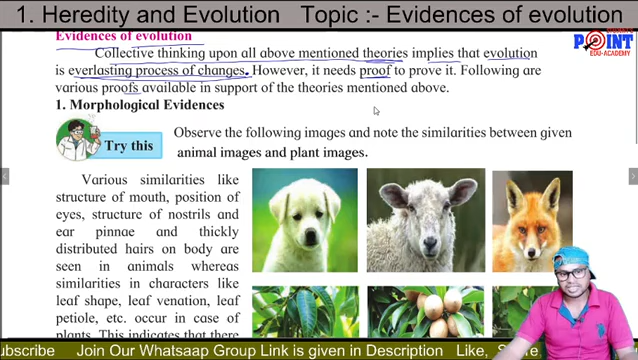 1. Heredity and Evolution Topic :- Evidences of evolution
Evidences of evolution
POINT
EDU-ACADEMY
Collective thinking upon all above mentioned theories implies that evolution
is everlasting process of changes. However, it needs proof to prove it. Following are
various proofs available in support of the theories mentioned above.
1. Morphological Evidences
Try this
Observe the following images and note the similarities between given
animal images and plant images.
Various similarities like
structure of mouth, position of
eyes, structure of nostrils and
ear pinnae and thickly
distributed hairs on body are
seen in animals whereas
similarities in characters like
leaf shape, leaf venation, leaf
petiole, etc. occur in case of
plants. This indicates that there
ubscribe Join Our Whatsaap Group Link is given in Description Like,